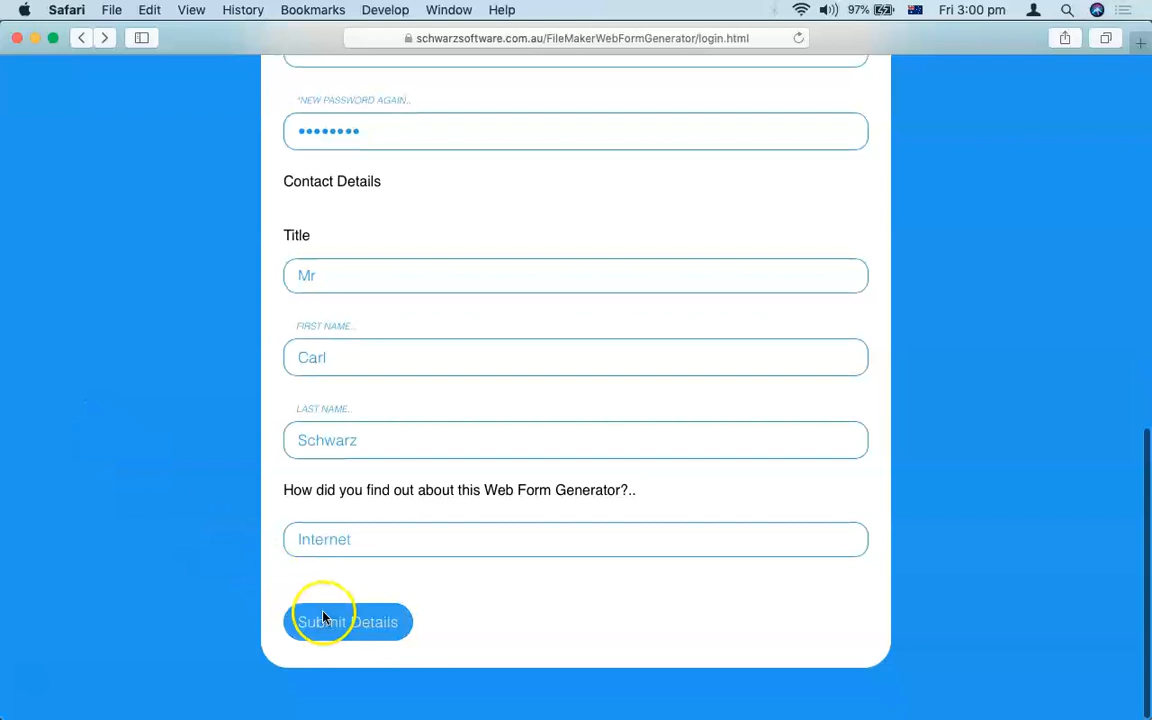 Safari File Edit View History Bookmarks Develop Window Help 97% Fri 3:00 pm
schwarzsoftware.com.au/FileMakerWebFormGenerator/login.html
*NEW PASSWORD AGAIN..
••••••••
Contact Details
Title
Mr
FIRST NAME..
Carl
LAST NAME..
Schwarz
How did you find out about this Web Form Generator?..
Internet
Submit Details